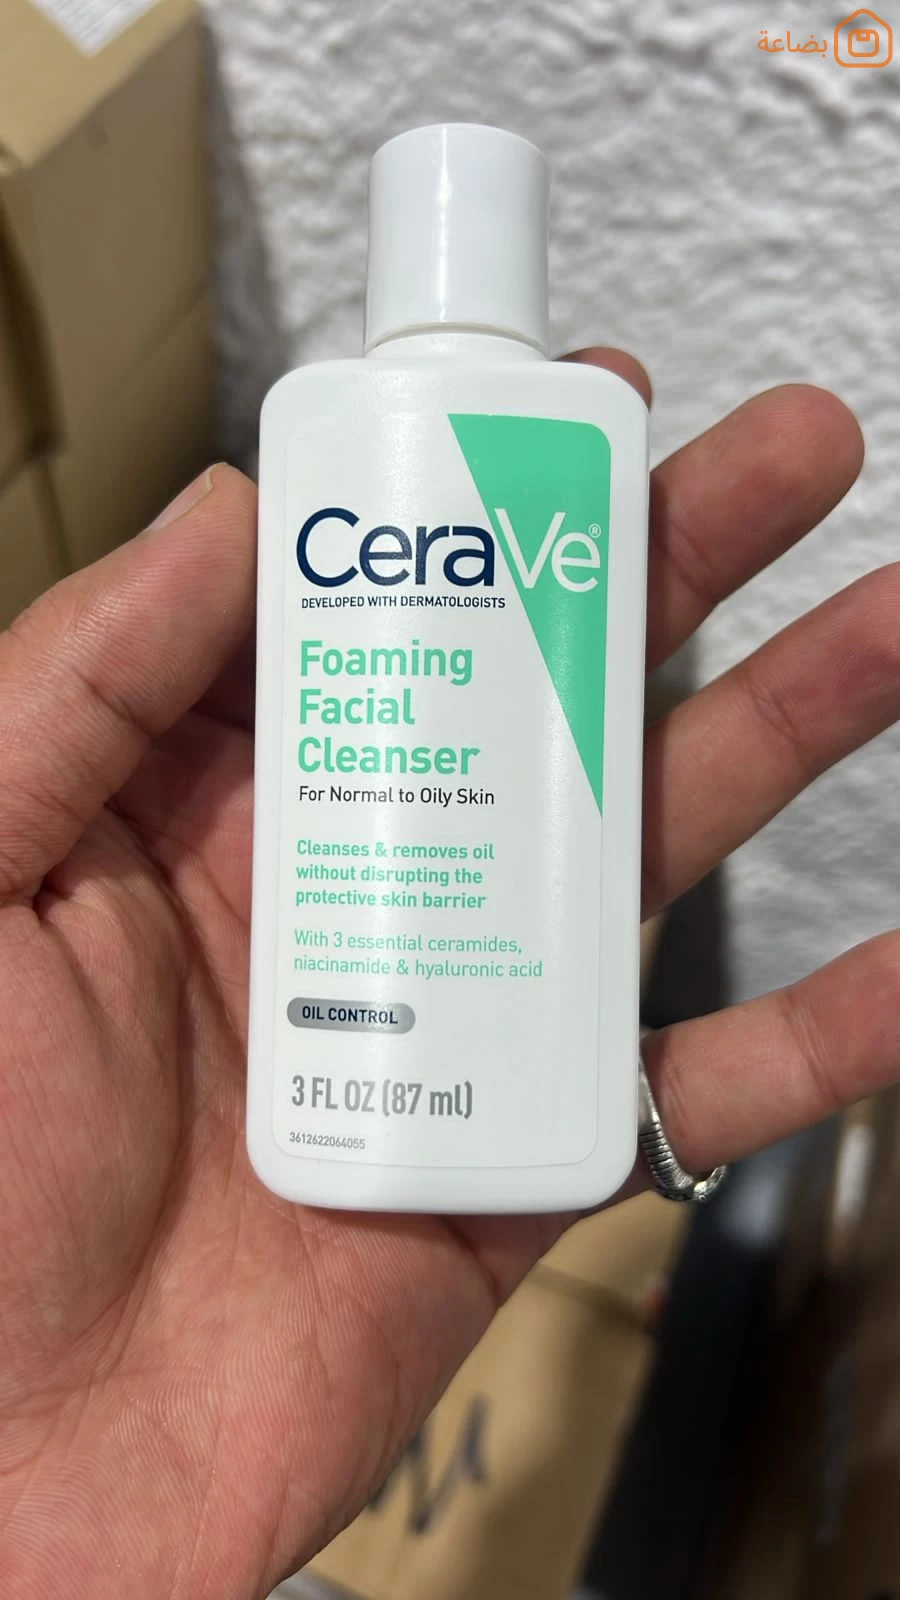 بضاعة
CeraVe®
DEVELOPED WITH DERMATOLOGISTS
Foaming
Facial
Cleanser
For Normal to Oily Skin
Cleanses & removes oil
without disrupting the
protective skin barrier
With 3 essential ceramides,
niacinamide & hyaluronic acid
OIL CONTROL
3 FL OZ (87 ml)
3612622064055